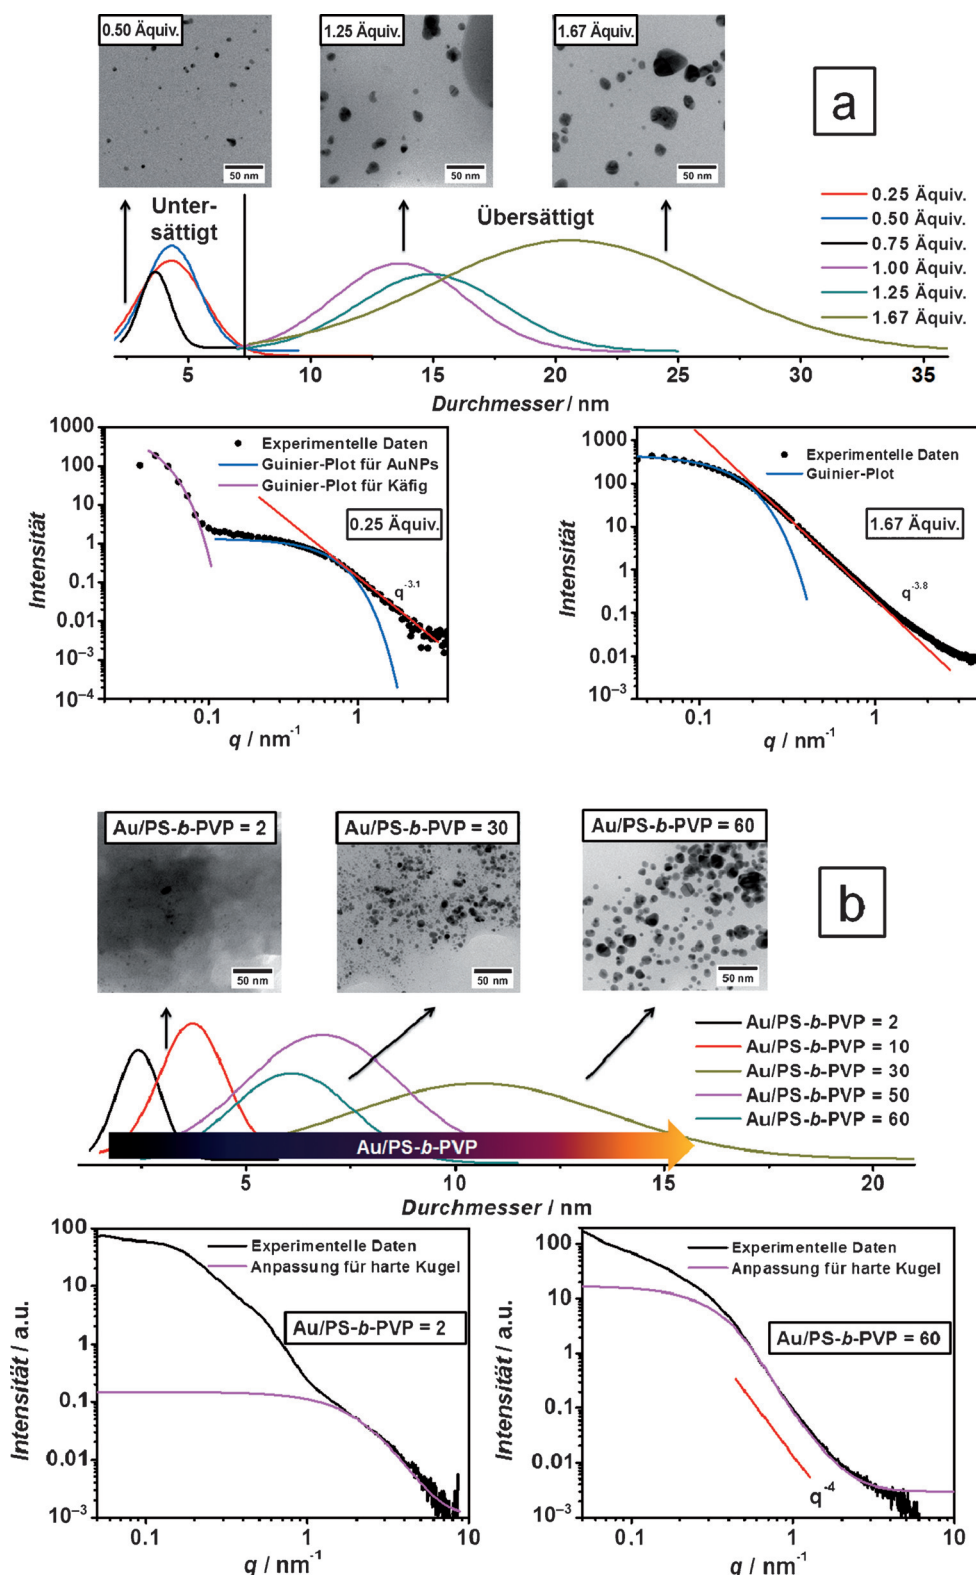 0.50 Äquiv.
1.25 Äquiv.
1.67 Äquiv.
a
50 nm
50 nm
50 nm
Unter-
sättigt
Übersättigt
0.25 Äquiv.
0.50 Äquiv.
0.75 Äquiv.
1.00 Äquiv.
1.25 Äquiv.
1.67 Äquiv.
5 10 15 20 25 30 35
Durchmesser / nm
1000
100
10
1
0.1
0.01
10⁻³
10⁻⁴
Intensität
Experimentelle Daten
Guinier-Plot für AuNPs
Guinier-Plot für Käfig
0.25 Äquiv.
q⁻³·¹
0.1 1
q / nm⁻¹
1000
100
10
1
0.1
0.01
10⁻³
Intensität
Experimentelle Daten
Guinier-Plot
1.67 Äquiv.
q⁻³·⁸
0.1 1
q / nm⁻¹
Au/PS-b-PVP = 2
Au/PS-b-PVP = 30
Au/PS-b-PVP = 60
b
50 nm
50 nm
50 nm
Au/PS-b-PVP = 2
Au/PS-b-PVP = 10
Au/PS-b-PVP = 30
Au/PS-b-PVP = 50
Au/PS-b-PVP = 60
Au/PS-b-PVP
2.5 7.5 10 15 20
Durchmesser / nm
100
10
1
0.1
0.01
10⁻³
Intensität / a.u.
Experimentelle Daten
Anpassung für harte Kugel
Au/PS-b-PVP = 2
0.1 1 10
q / nm⁻¹
100
10
1
0.1
0.01
10⁻³
Intensität / a.u.
Experimentelle Daten
Anpassung für harte Kugel
Au/PS-b-PVP = 60
q⁻⁴
0.1 1 10
q / nm⁻¹